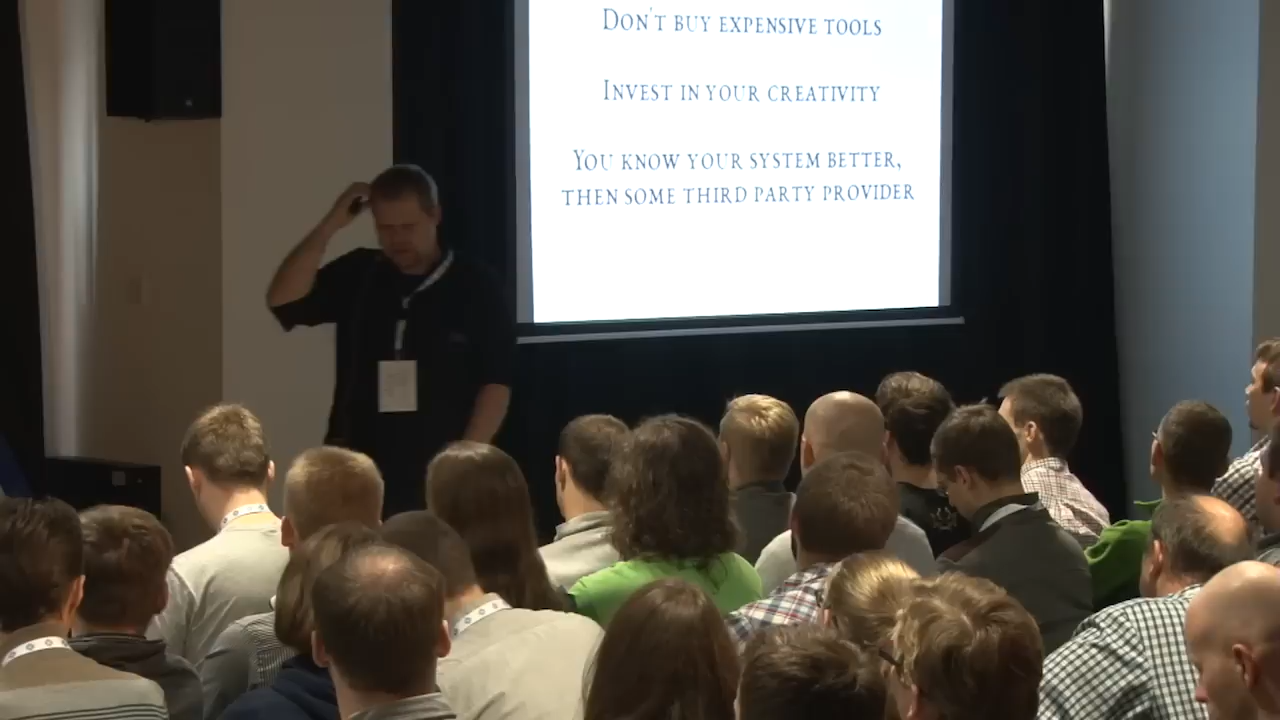 Don't buy expensive tools
Invest in your creativity
You know your system better,
then some third party provider